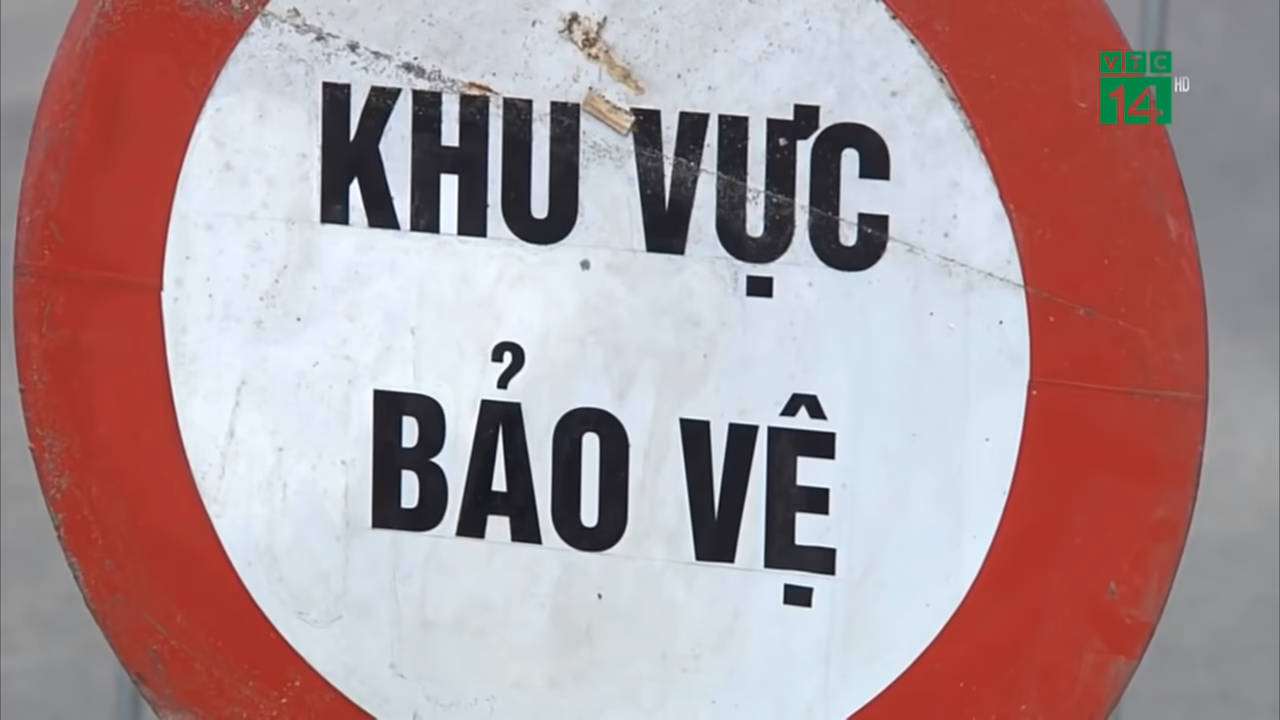 VTC
14 HD
KHU VỰC
BẢO VỆ